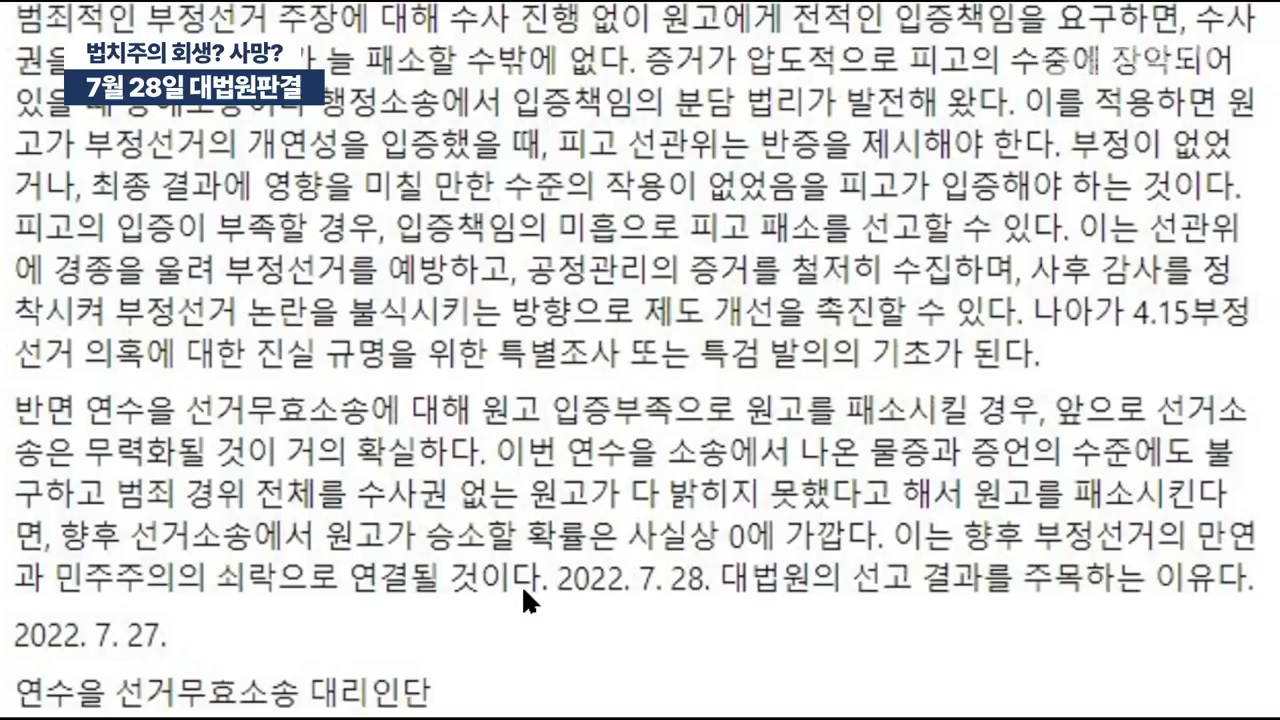 범죄적인 부정선거 주장에 대해 수사 진행 없이 원고에게 전적인 입증책임을 요구하면, 수사
법치주의 회생? 사망?
7월 28일 대법원판결
권을 늘 패소할 수밖에 없다. 증거가 압도적으로 피고의 수중에 장악되어
있을 행정소송에서 입증책임의 분담 법리가 발전해 왔다. 이를 적용하면 원
고가 부정선거의 개연성을 입증했을 때, 피고 선관위는 반증을 제시해야 한다. 부정이 없었
거나, 최종 결과에 영향을 미칠 만한 수준의 작용이 없었음을 피고가 입증해야 하는 것이다.
피고의 입증이 부족할 경우, 입증책임의 미흡으로 피고 패소를 선고할 수 있다. 이는 선관위
에 경종을 울려 부정선거를 예방하고, 공정관리의 증거를 철저히 수집하며, 사후 감사를 정
착시켜 부정선거 논란을 불식시키는 방향으로 제도 개선을 촉진할 수 있다. 나아가 4.15부정
선거 의혹에 대한 진실 규명을 위한 특별조사 또는 특검 발의의 기초가 된다.
반면 연수을 선거무효소송에 대해 원고 입증부족으로 원고를 패소시킬 경우, 앞으로 선거소
송은 무력화될 것이 거의 확실하다. 이번 연수을 소송에서 나온 물증과 증언의 수준에도 불
구하고 범죄 경위 전체를 수사권 없는 원고가 다 밝히지 못했다고 해서 원고를 패소시킨다
면, 향후 선거소송에서 원고가 승소할 확률은 사실상 0에 가깝다. 이는 향후 부정선거의 만연
과 민주주의의 쇠락으로 연결될 것이다. 2022. 7. 28. 대법원의 선고 결과를 주목하는 이유다.
2022. 7. 27.
연수을 선거무효소송 대리인단